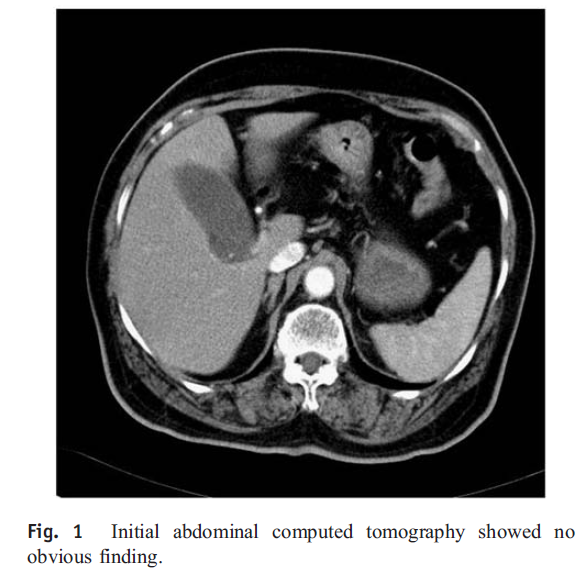 Fig. 1 Initial abdominal computed tomography showed no
obvious finding.